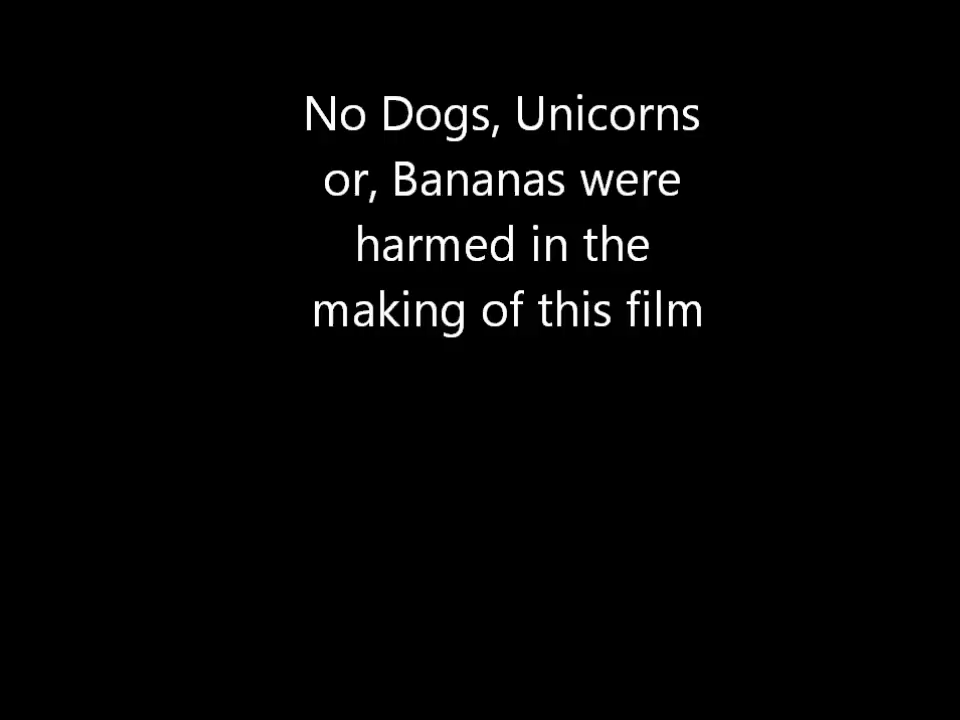 No Dogs, Unicorns
or, Bananas were
harmed in the
making of this film